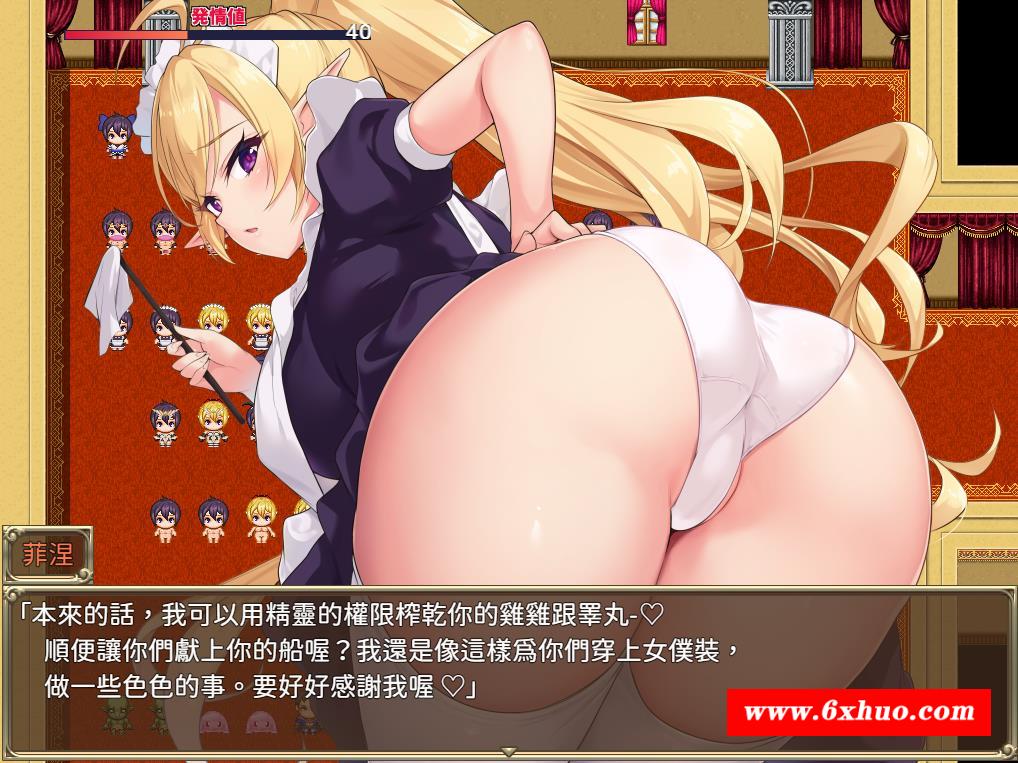 発情値
40
菲涅
「本來的話，我可以用精靈的權限榨乾你的雞雞跟睪丸-♡
順便讓你們獻上你的船喔？我還是像這樣爲你們穿上女僕裝，
做一些色色的事。要好好感謝我喔♡」
www.6xhuo.com